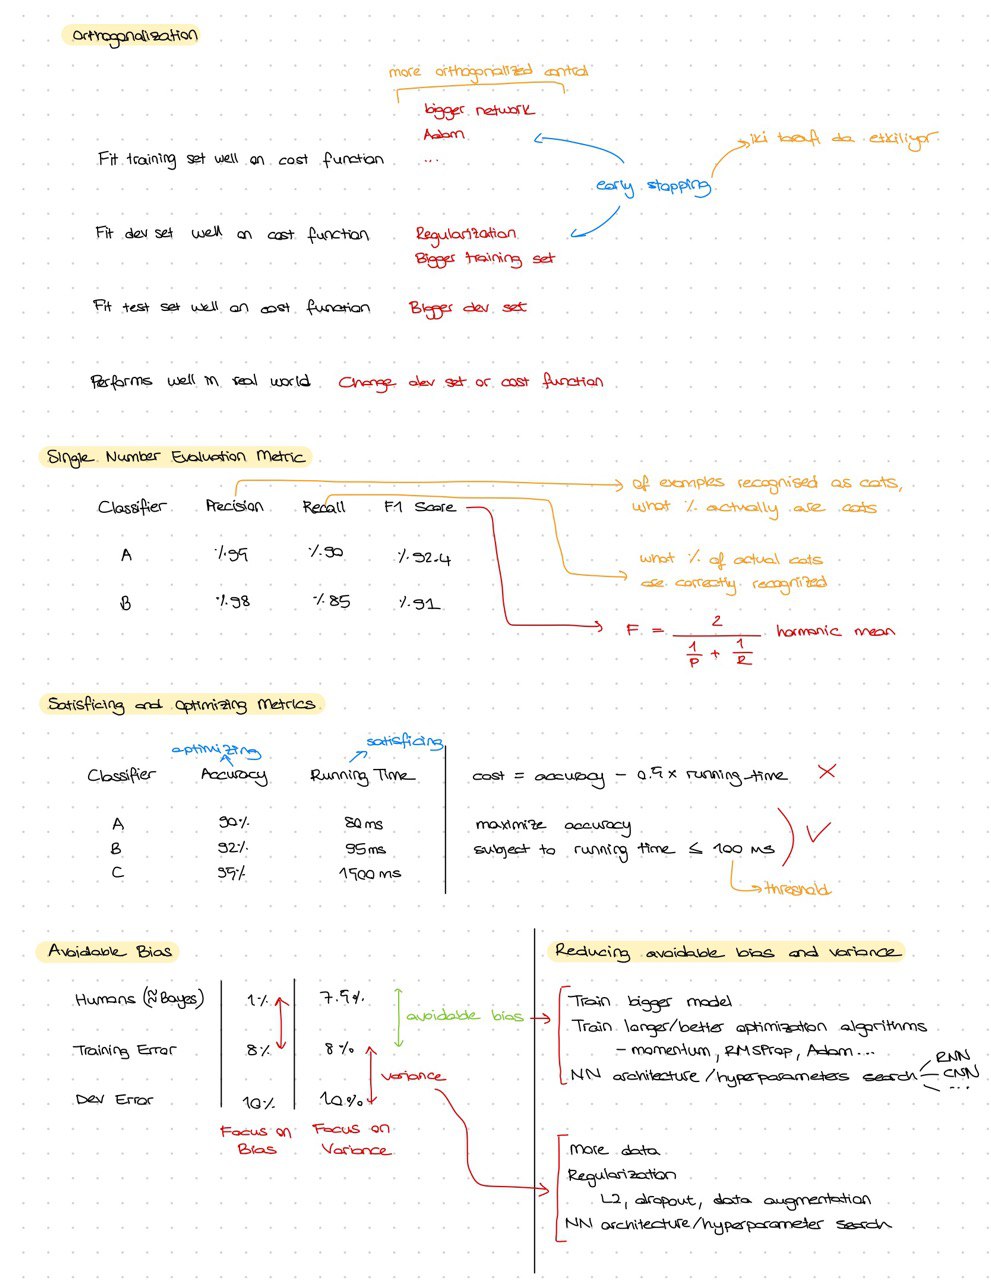 Orthogonalization
more orthogonalized control
bigger network
Adam
Fit training set well on cost function ...
iki tarafı da etkiliyor.
early stopping
Fit dev set well on cost function Regularization
Bigger training set
Fit test set well on cost function Bigger dev set
Performs well in real world Change dev set or cost function
Single Number Evaluation Metric
Classifier Precision Recall F1 Score
of examples recognised as cats,
what % actually are cats
A %95 %90 %92.4
what % of actual cats
are correctly recognized
B %98 %85 %91
F = 2 / (1/P + 1/R) harmonic mean
Satisficing and Optimizing Metrics
optimizing satisficing
Classifier Accuracy Running Time
cost = accuracy - 0.5 x running-time X
A 90% 80ms
B 92% 95ms
C 95% 1500ms
maximize accuracy
subject to running time ≤ 100 ms
threshold
Avoidable Bias
Humans (≈Bayes) 1% 7.5%
avoidable bias
Training Error 8% 8%
variance
Dev Error 10% 10%
Focus on Bias
Focus on Variance
Reducing avoidable bias and variance
Train bigger model
Train longer/better optimization algorithms
- momentum, RMSProp, Adam...
NN architecture/hyperparameters search
RNN
CNN
...
more data
Regularization
L2, dropout, data augmentation
NN architecture/hyperparameter search